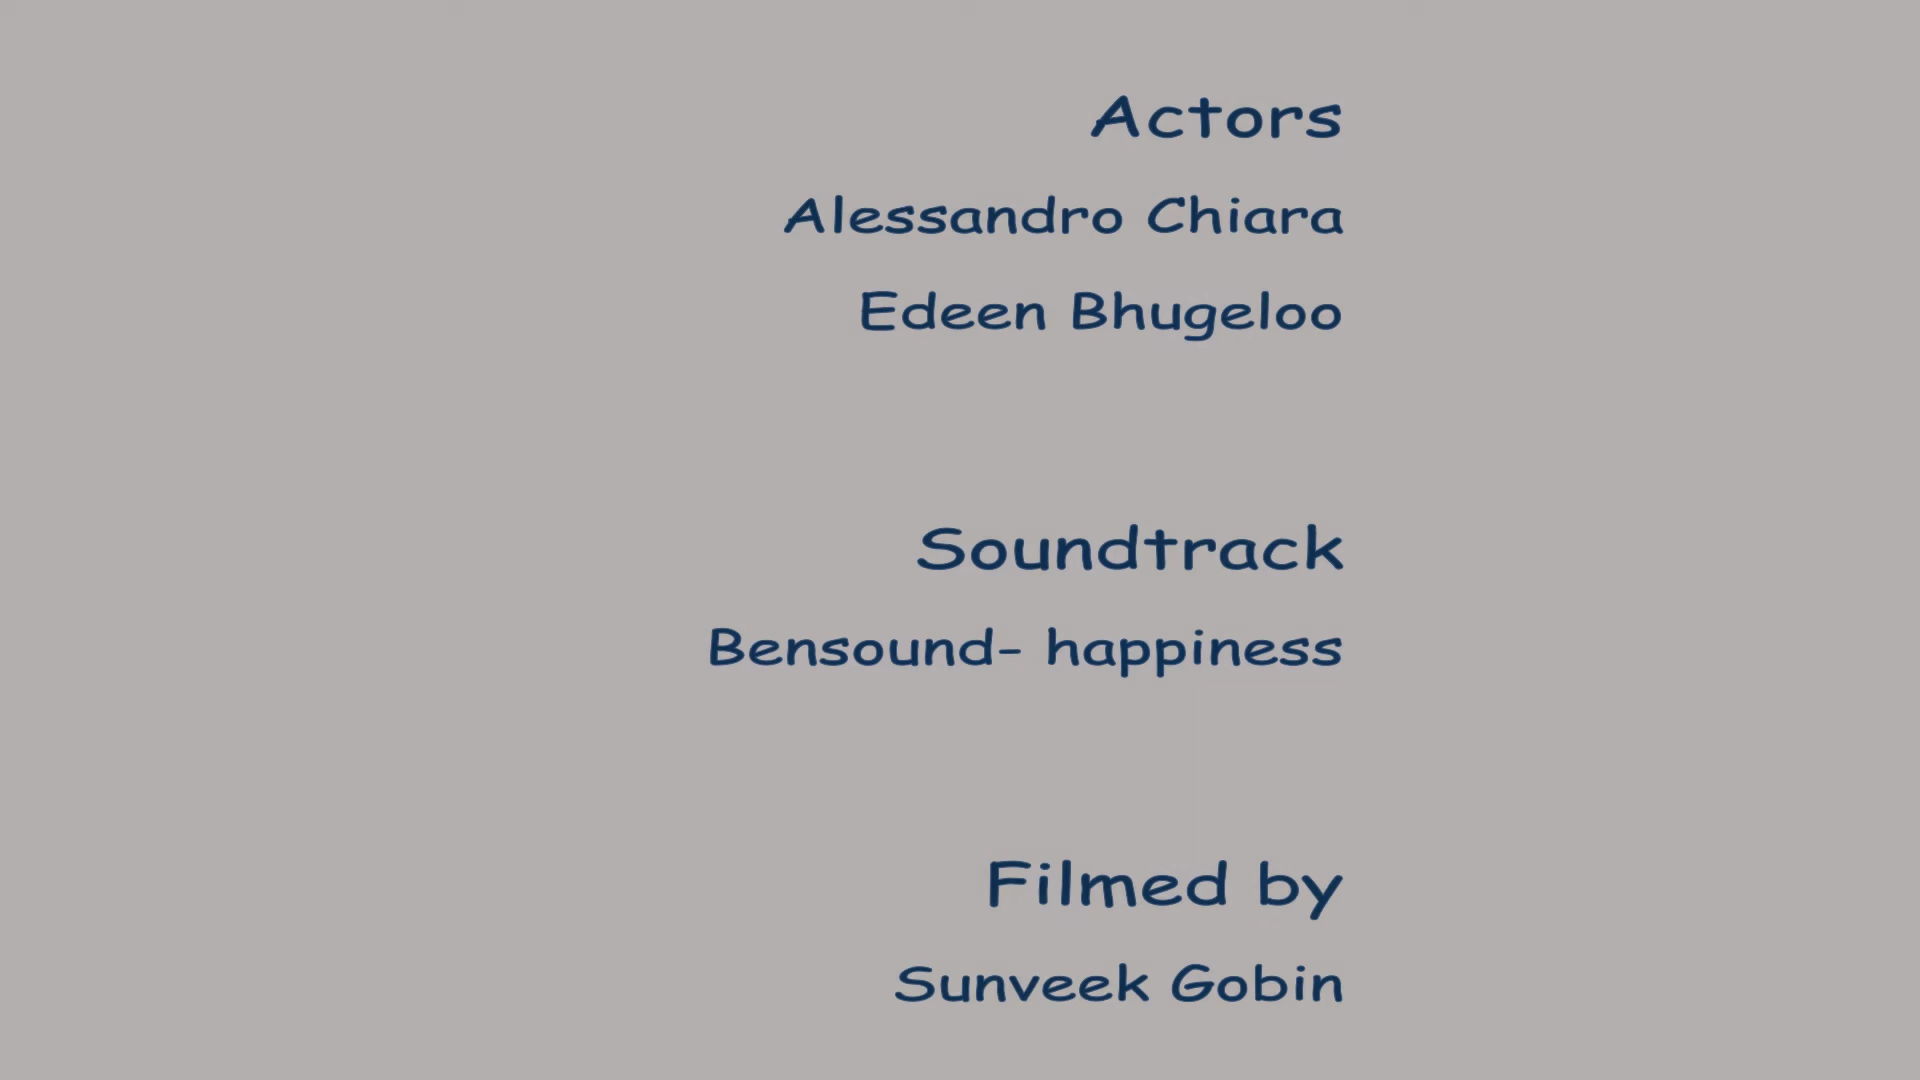 Actors
Alessandro Chiara
Edeen Bhugeloo
Soundtrack
Bensound- happiness
Filmed by
Sunveek Gobin